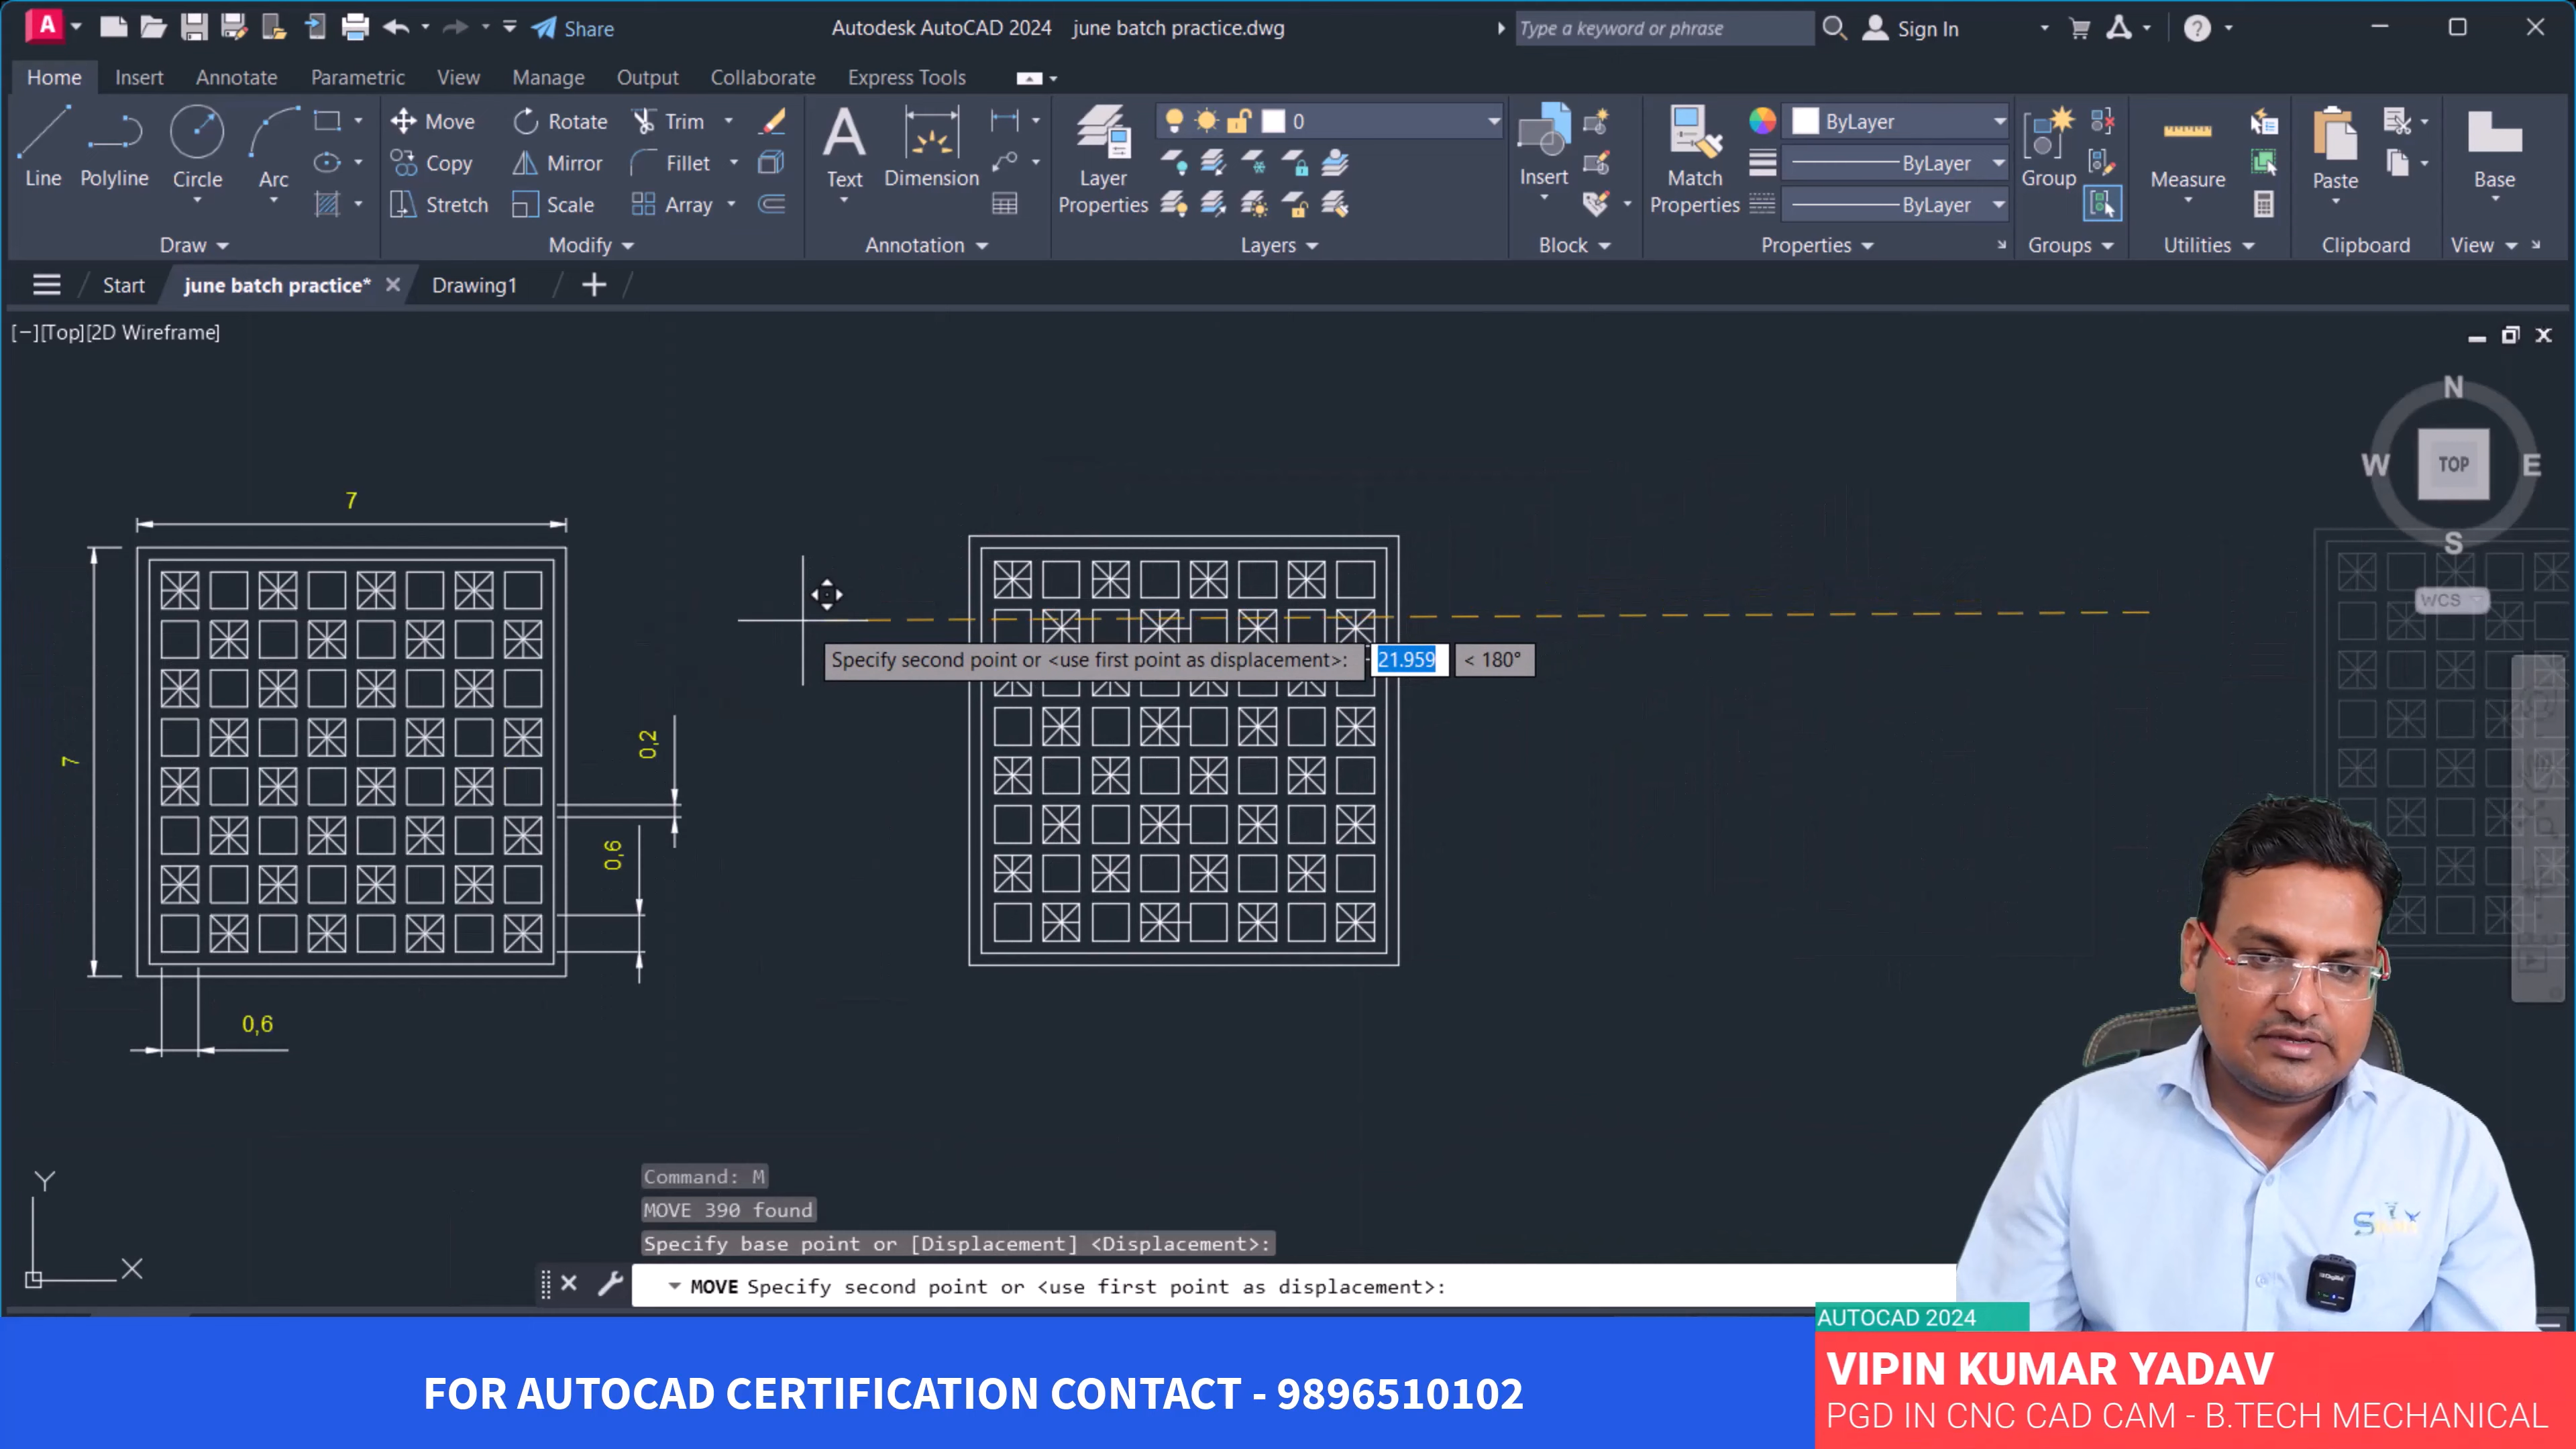 A
Share
Autodesk AutoCAD 2024 june batch practice.dwg
Type a keyword or phrase
Sign In
Home Insert Annotate Parametric View Manage Output Collaborate Express Tools
Line Polyline Circle Arc
Move Rotate Trim
Copy Mirror Fillet
Stretch Scale Array
Text Dimension
Layer Properties
0
Insert
Match Properties
ByLayer
ByLayer
ByLayer
Group
Measure
Paste
Base
Draw Modify Annotation Layers Block Properties Groups Utilities Clipboard View
Start june batch practice* Drawing1
[−][Top][2D Wireframe]
N
W TOP E
S
WCS
7
7
0,2
0,6
0,6
Specify second point or <use first point as displacement>: 21.959 < 180°
Y
X
Command: M
MOVE 390 found
Specify base point or [Displacement] <Displacement>:
MOVE Specify second point or <use first point as displacement>:
AUTOCAD 2024
VIPIN KUMAR YADAV
PGD IN CNC CAD CAM - B.TECH MECHANICAL
FOR AUTOCAD CERTIFICATION CONTACT - 9896510102